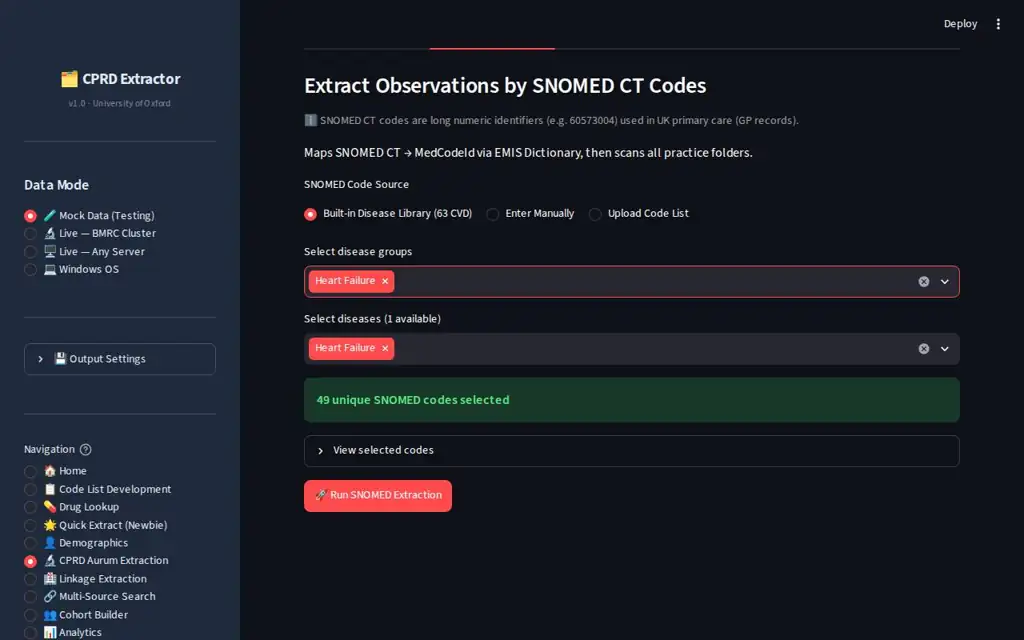 Deploy
🗂️ CPRD Extractor
v1.0 · University of Oxford
Data Mode
🧪 Mock Data (Testing)
🔬 Live — BMRC Cluster
🖥️ Live — Any Server
💻 Windows OS
💾 Output Settings
Navigation
🏠 Home
📋 Code List Development
💊 Drug Lookup
🌟 Quick Extract (Newbie)
👤 Demographics
🔬 CPRD Aurum Extraction
🏥 Linkage Extraction
🔗 Multi-Source Search
👥 Cohort Builder
📊 Analytics
Extract Observations by SNOMED CT Codes
ℹ️ SNOMED CT codes are long numeric identifiers (e.g. 60573004) used in UK primary care (GP records).
Maps SNOMED CT → MedCodeId via EMIS Dictionary, then scans all practice folders.
SNOMED Code Source
Built-in Disease Library (63 CVD) Enter Manually Upload Code List
Select disease groups
Heart Failure ×
Select diseases (1 available)
Heart Failure ×
49 unique SNOMED codes selected
View selected codes
🚀 Run SNOMED Extraction